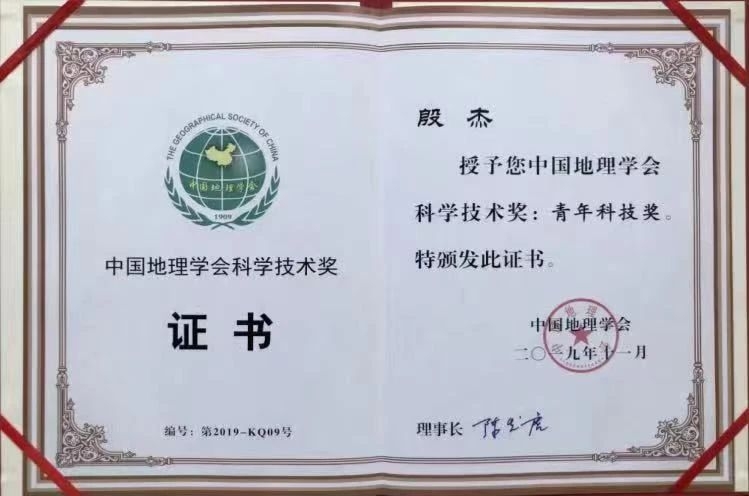 THE GEOGRAPHICAL SOCIETY OF CHINA
中国地理学会
1909
中国地理学会科学技术奖
证书
编号：第2019-KQ09号
殷 杰
授予您中国地理学会
科学技术奖：青年科技奖。
特颁发此证书。
中国地理学会
二〇一九年十一月
理事长